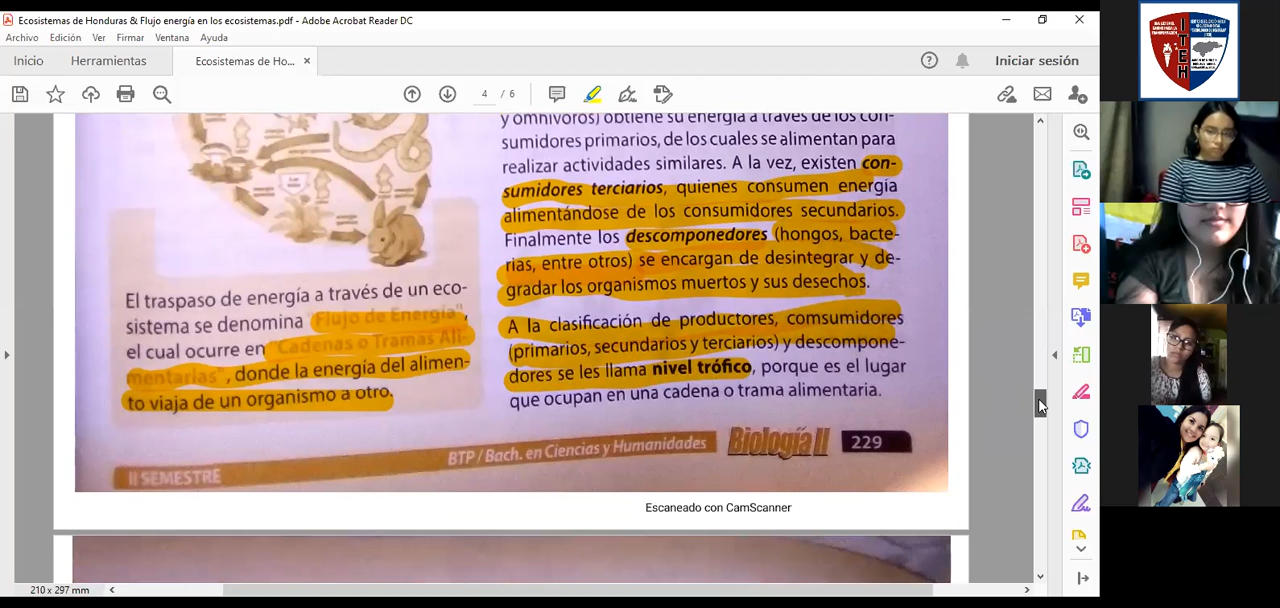 Ecosistemas de Honduras & Flujo energía en los ecosistemas.pdf - Adobe Acrobat Reader DC
Archivo Edición Ver Firmar Ventana Ayuda
Inicio Herramientas Ecosistemas de Ho... Iniciar sesión
4 / 6
y omnívoros) obtiene su energía a través de los con-
sumidores primarios, de los cuales se alimentan para
realizar actividades similares. A la vez, existen con-
sumidores terciarios, quienes consumen energía
alimentándose de los consumidores secundarios.
Finalmente los descomponedores (hongos, bacte-
rias, entre otros) se encargan de desintegrar y de-
gradar los organismos muertos y sus desechos.
El traspaso de energía a través de un eco-
sistema se denomina "Flujo de Energía",
el cual ocurre en "Cadenas o Tramas Ali-
mentarias", donde la energía del alimen-
to viaja de un organismo a otro.
A la clasificación de productores, comsumidores
(primarios, secundarios y terciarios) y descompone-
dores se les llama nivel trófico, porque es el lugar
que ocupan en una cadena o trama alimentaria.
II SEMESTRE
BTP / Bach. en Ciencias y Humanidades Biología II 229
Escaneado con CamScanner
210 x 297 mm
ITEH